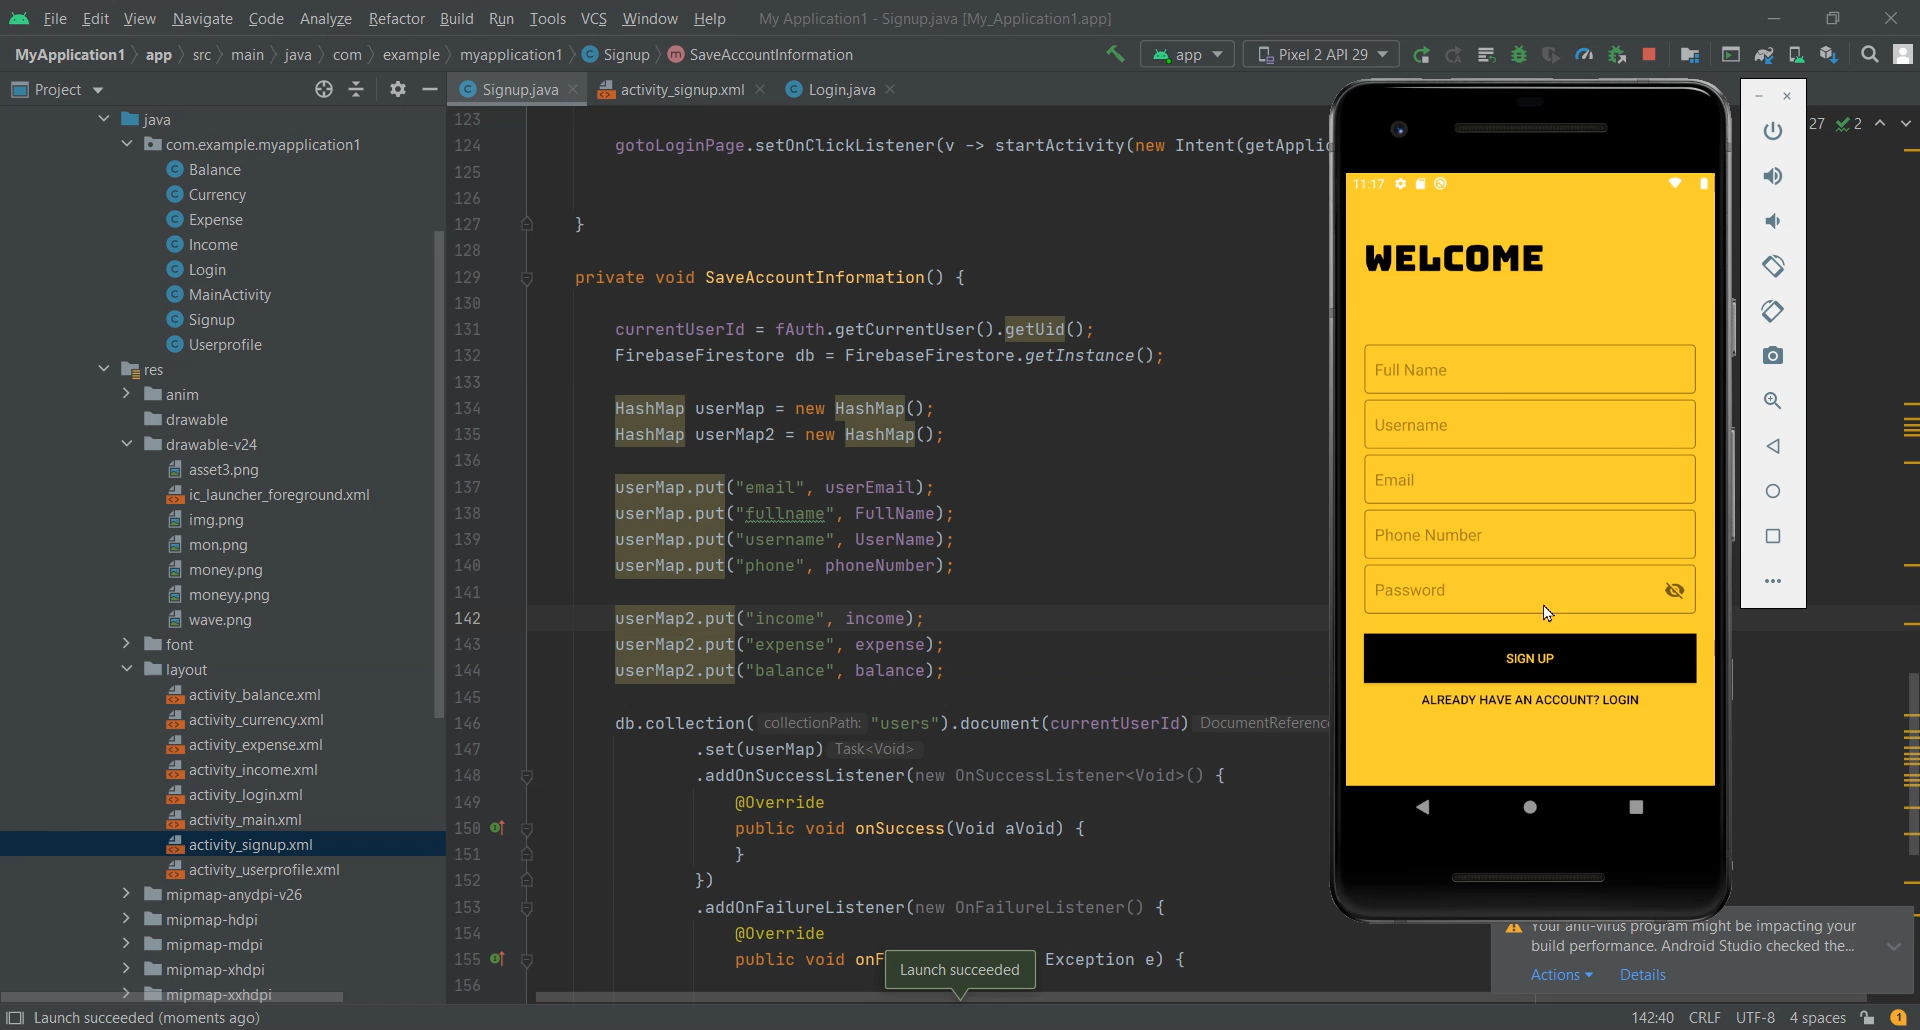 File Edit View Navigate Code Analyze Refactor Build Run Tools VCS Window Help My Application1 - Signup.java [My_Application1.app]
MyApplication1 app src main java com example myapplication1 Signup SaveAccountInformation app Pixel 2 API 29
Project
Signup.java activity_signup.xml Login.java
java
com.example.myapplication1
Balance
Currency
Expense
Income
Login
MainActivity
Signup
Userprofile
res
anim
drawable
drawable-v24
asset3.png
ic_launcher_foreground.xml
img.png
mon.png
money.png
moneyy.png
wave.png
font
layout
activity_balance.xml
activity_currency.xml
activity_expense.xml
activity_income.xml
activity_login.xml
activity_main.xml
activity_signup.xml
activity_userprofile.xml
mipmap-anydpi-v26
mipmap-hdpi
mipmap-mdpi
mipmap-xhdpi
mipmap-xxhdpi
123
124 gotoLoginPage.setOnClickListener(v -> startActivity(new Intent(getApplic
125
126
127 }
128
129 private void SaveAccountInformation() {
130
131 currentUserId = fAuth.getCurrentUser().getUid();
132 FirebaseFirestore db = FirebaseFirestore.getInstance();
133
134 HashMap userMap = new HashMap();
135 HashMap userMap2 = new HashMap();
136
137 userMap.put("email", userEmail);
138 userMap.put("fullname", FullName);
139 userMap.put("username", UserName);
140 userMap.put("phone", phoneNumber);
141
142 userMap2.put("income", income);
143 userMap2.put("expense", expense);
144 userMap2.put("balance", balance);
145
146 db.collection( collectionPath: "users").document(currentUserId) DocumentReference
147 .set(userMap) Task<Void>
148 .addOnSuccessListener(new OnSuccessListener<Void>() {
149 @Override
150 public void onSuccess(Void aVoid) {
151 }
152 })
153 .addOnFailureListener(new OnFailureListener() {
154 @Override
155 public void onF Exception e) {
156
Launch succeeded
27 2
11:17
WELCOME
Full Name
Username
Email
Phone Number
Password
SIGN UP
ALREADY HAVE AN ACCOUNT? LOGIN
Your anti-virus program might be impacting your
build performance. Android Studio checked the...
Actions Details
Launch succeeded (moments ago) 142:40 CRLF UTF-8 4 spaces 1